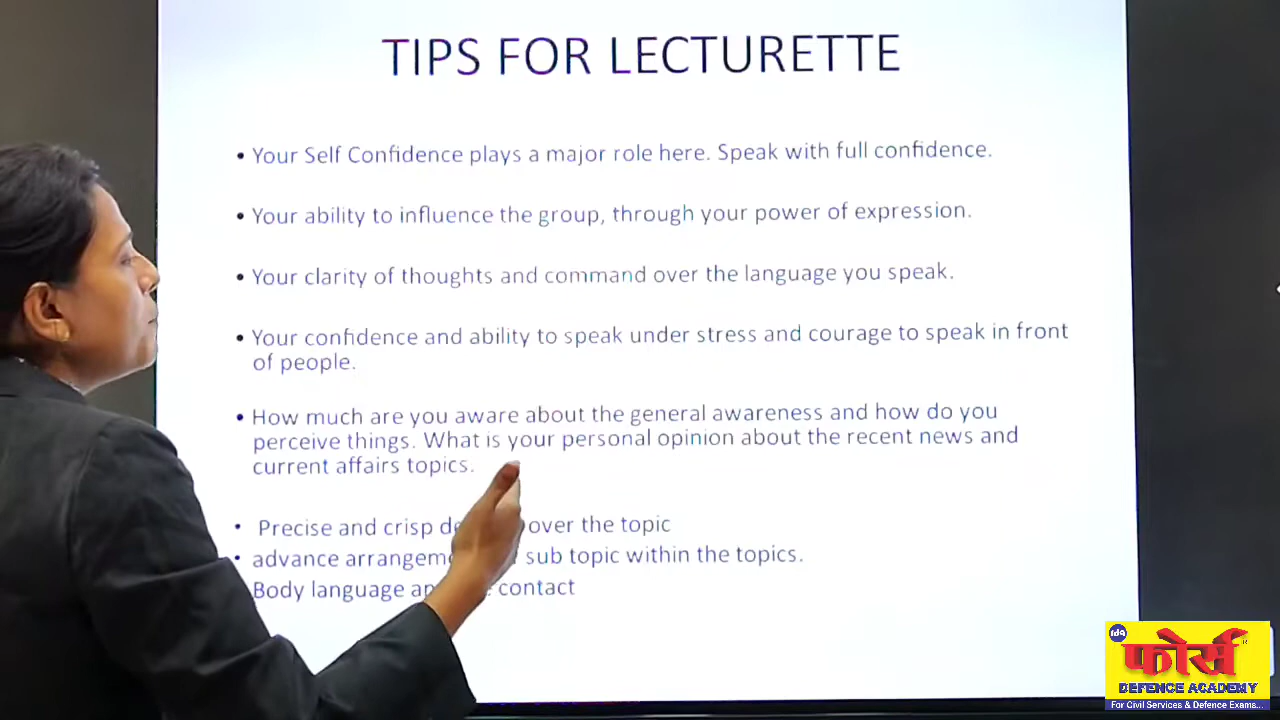 TIPS FOR LECTURETTE
• Your Self Confidence plays a major role here. Speak with full confidence.
• Your ability to influence the group, through your power of expression.
• Your clarity of thoughts and command over the language you speak.
• Your confidence and ability to speak under stress and courage to speak in front
of people.
• How much are you aware about the general awareness and how do you
perceive things. What is your personal opinion about the recent news and
current affairs topics.
• Precise and crisp over the topic
• advance sub topic within the topics.
Body language contact
fda
फोर्स
DEFENCE ACADEMY
For Civil Services & Defence Exams...